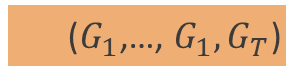 (G₁,..., G₁, G_T)